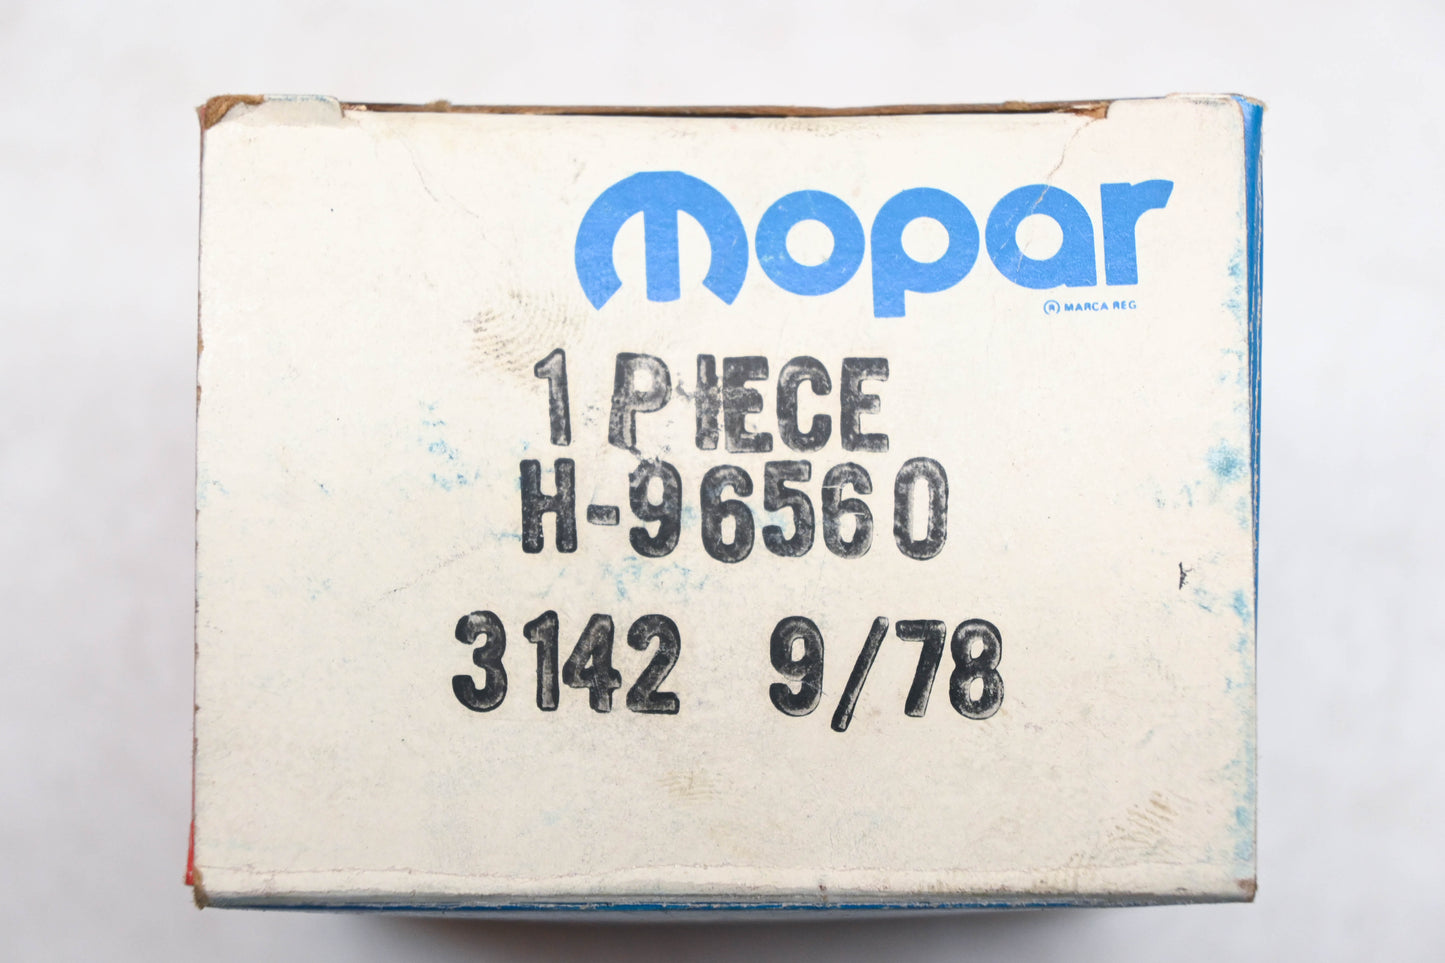 mopar
® MARCA REG
1 PIECE
H-96560
3142 9/78